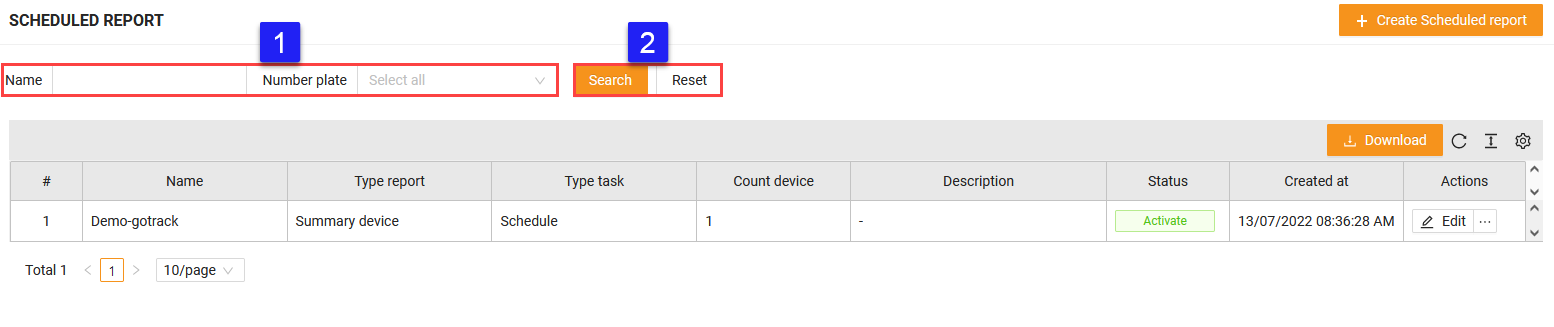 SCHEDULED REPORT
+ Create Scheduled report
1
2
Name Number plate Select all Search Reset
Download
# Name Type report Type task Count device Description Status Created at Actions
1 Demo-gotrack Summary device Schedule 1 - Activate 13/07/2022 08:36:28 AM Edit ...
Total 1 < 1 > 10/page